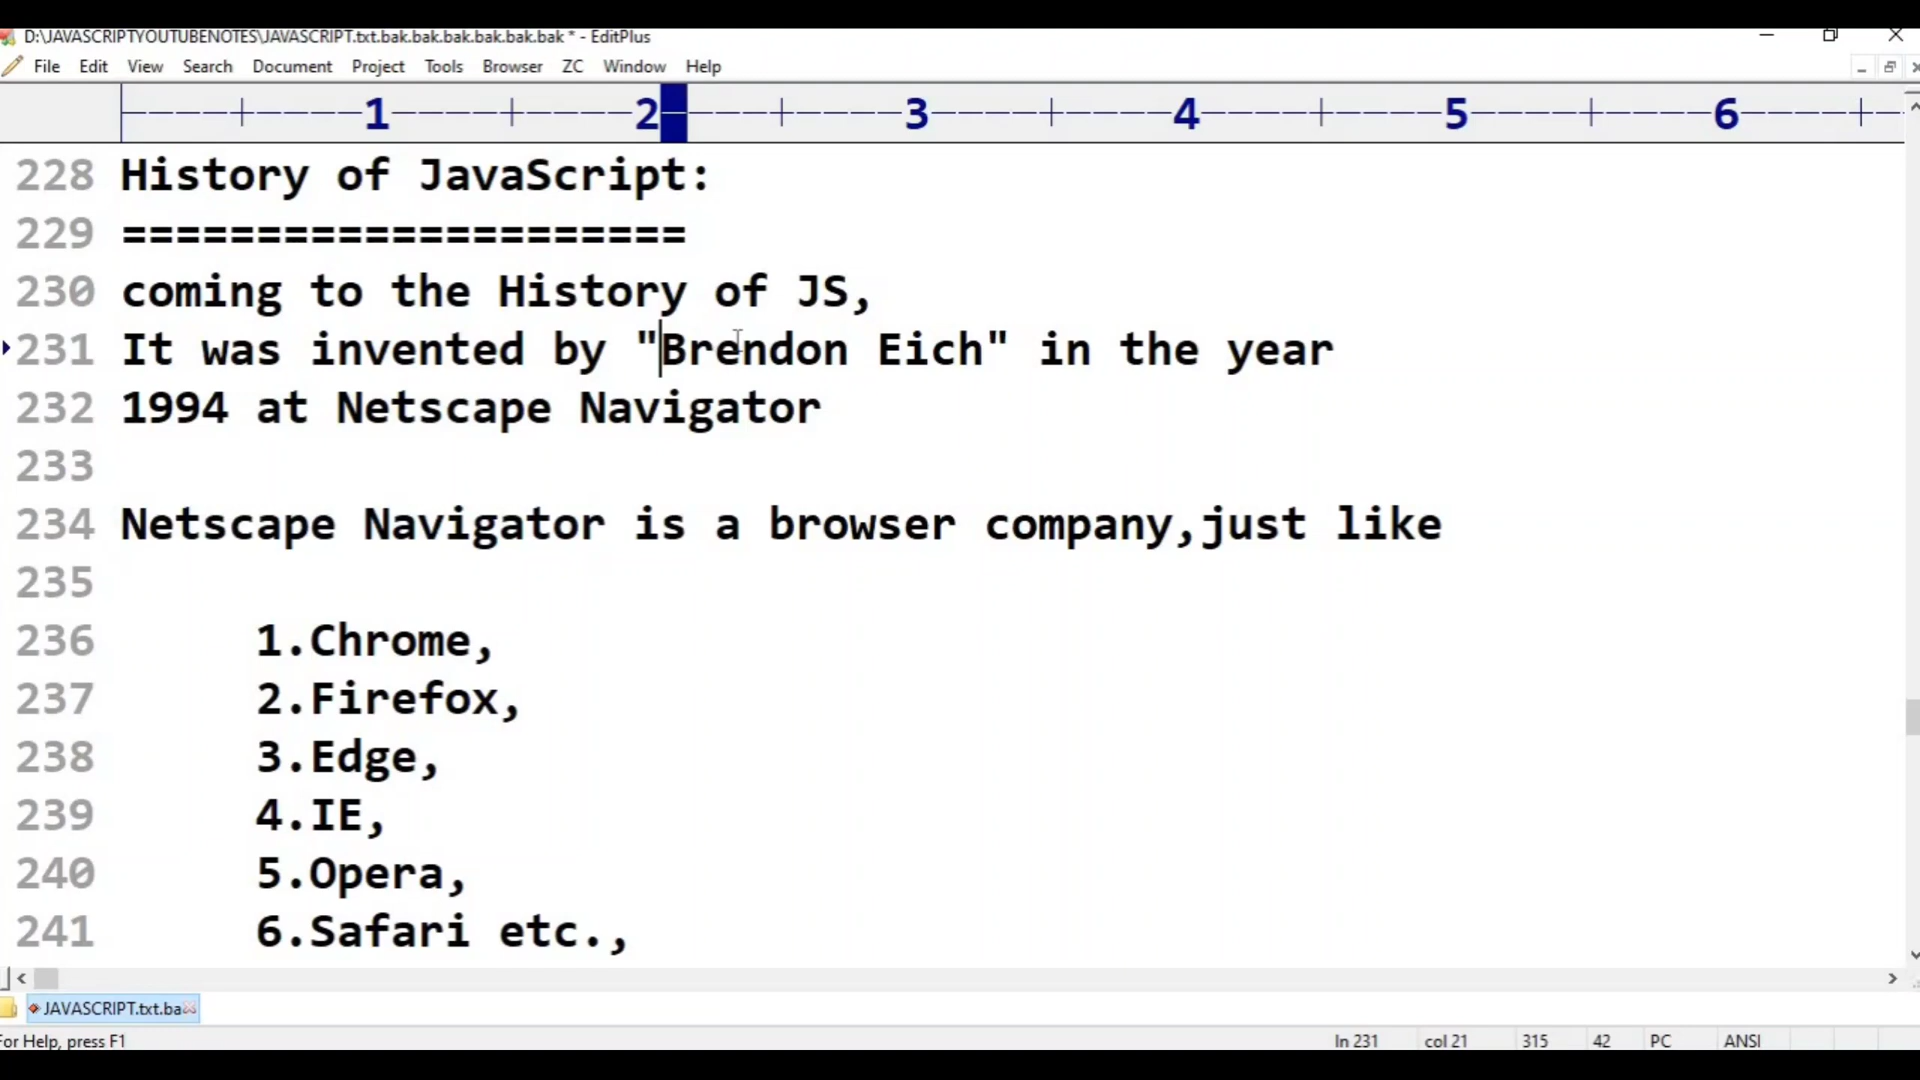 D:\JAVASCRIPTYOUTUBENOTES\JAVASCRIPT.txt.bak.bak.bak.bak.bak.bak * - EditPlus
File Edit View Search Document Project Tools Browser ZC Window Help
----+----1----+----2----+----3----+----4----+----5----+----6----+--
228 History of JavaScript:
229 =====================
230 coming to the History of JS,
231 It was invented by "Brendon Eich" in the year
232 1994 at Netscape Navigator
233
234 Netscape Navigator is a browser company,just like
235
236 1.Chrome,
237 2.Firefox,
238 3.Edge,
239 4.IE,
240 5.Opera,
241 6.Safari etc.,
JAVASCRIPT.txt.ba
For Help, press F1 ln 231 col 21 315 42 PC ANSI